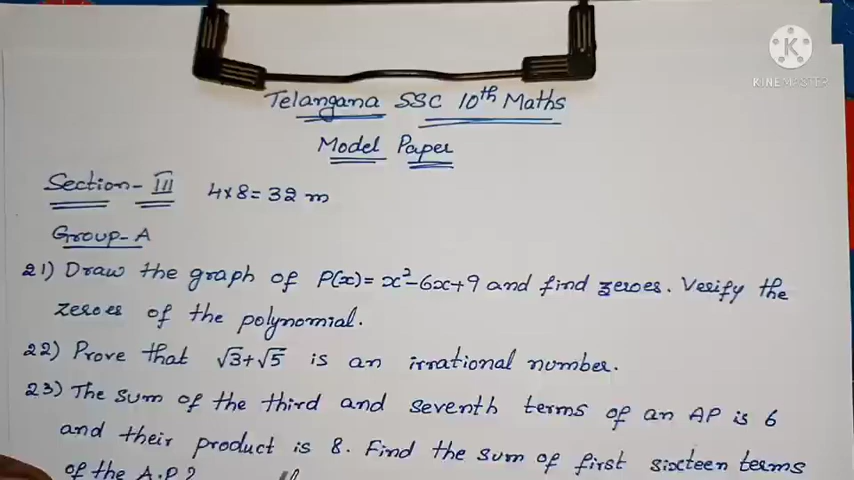 K
KINEMASTER
Telangana SSC 10th Maths
Model Paper
Section-III 4x8=32 m
Group-A
21) Draw the graph of P(x)= x²-6x+9 and find zeroes. Verify the
zeroes of the polynomial.
22) Prove that √3+√5 is an irrational number.
23) The sum of the third and seventh terms of an AP is 6
and their product is 8. Find the sum of first sixteen terms
of the A.P?